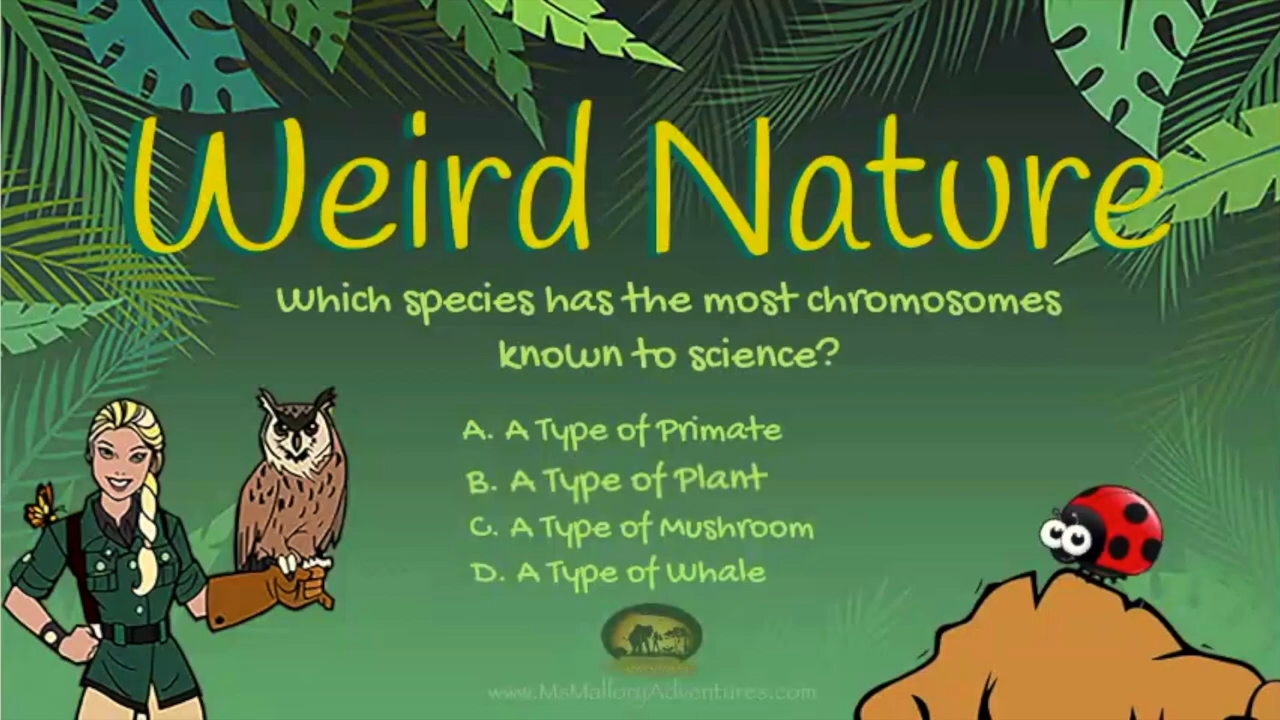 Weird Nature
Which species has the most chromosomes
known to science?
A. A Type of Primate
B. A Type of Plant
C. A Type of Mushroom
D. A Type of Whale
www.MsMalloryAdventures.com